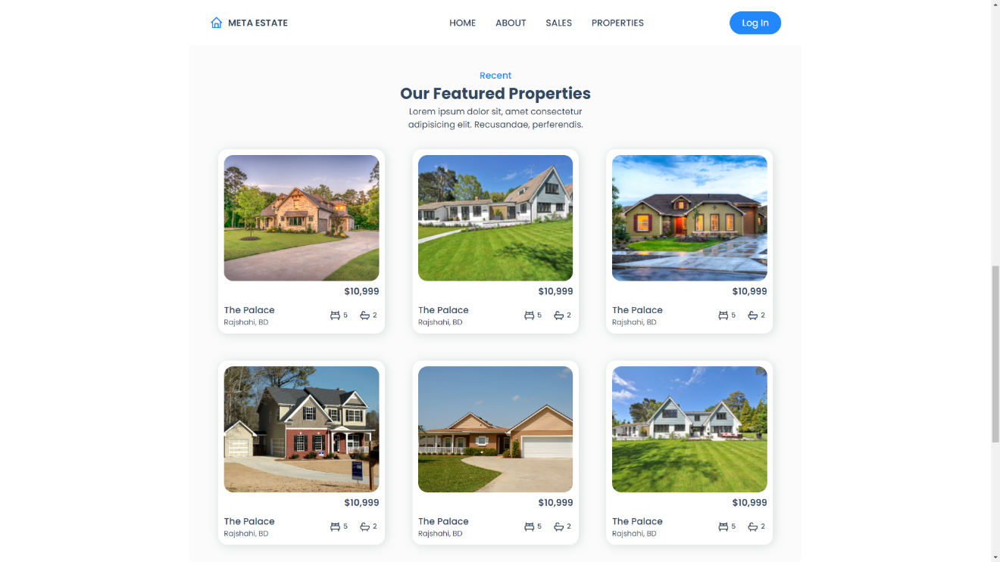 META ESTATE
HOME ABOUT SALES PROPERTIES
Log In
Recent
Our Featured Properties
Lorem ipsum dolor sit, amet consectetur
adipisicing elit. Recusandae, perferendis.
$10,999
The Palace
Rajshahi, BD
5 2
$10,999
The Palace
Rajshahi, BD
5 2
$10,999
The Palace
Rajshahi, BD
5 2
$10,999
The Palace
Rajshahi, BD
5 2
$10,999
The Palace
Rajshahi, BD
5 2
$10,999
The Palace
Rajshahi, BD
5 2